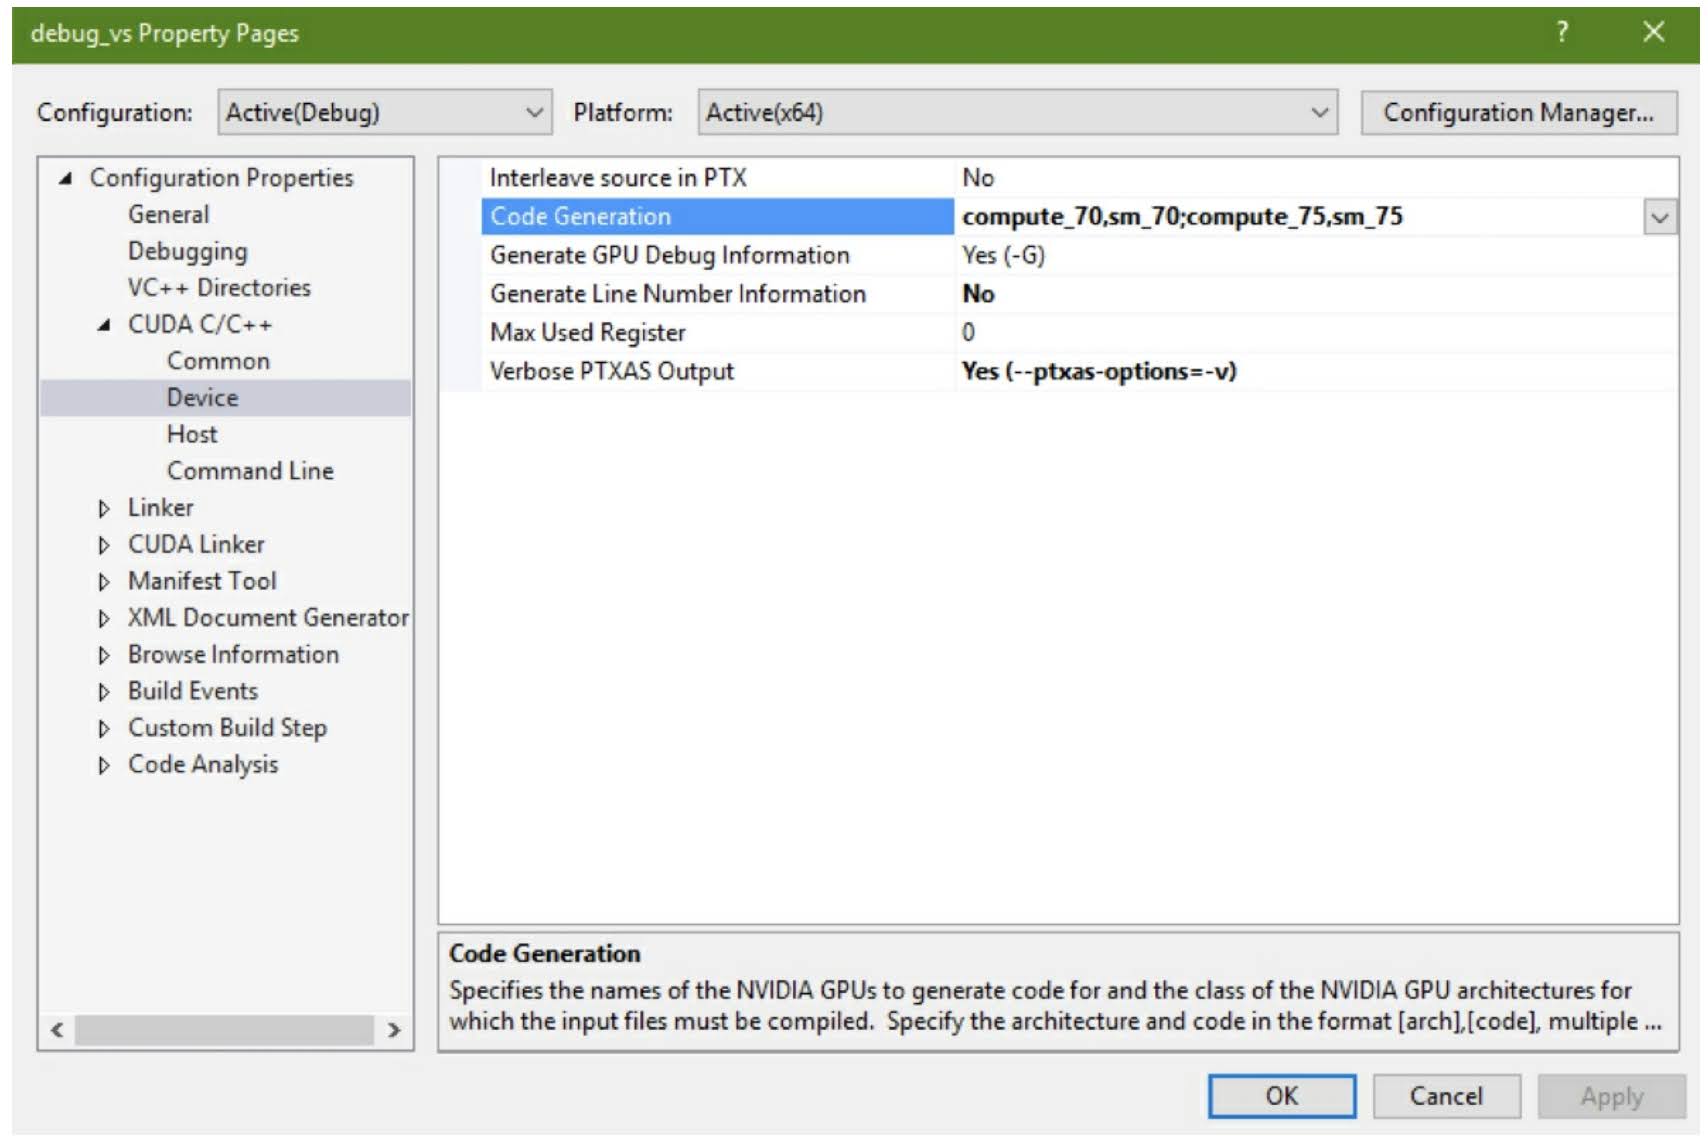 debug_vs Property Pages
?
Configuration: Active(Debug) Platform: Active(x64) Configuration Manager...
Configuration Properties
General
Debugging
VC++ Directories
CUDA C/C++
Common
Device
Host
Command Line
Linker
CUDA Linker
Manifest Tool
XML Document Generator
Browse Information
Build Events
Custom Build Step
Code Analysis
Interleave source in PTX No
Code Generation compute_70,sm_70;compute_75,sm_75
Generate GPU Debug Information Yes (-G)
Generate Line Number Information No
Max Used Register 0
Verbose PTXAS Output Yes (--ptxas-options=-v)
Code Generation
Specifies the names of the NVIDIA GPUs to generate code for and the class of the NVIDIA GPU architectures for
which the input files must be compiled. Specify the architecture and code in the format [arch],[code], multiple ...
OK Cancel Apply